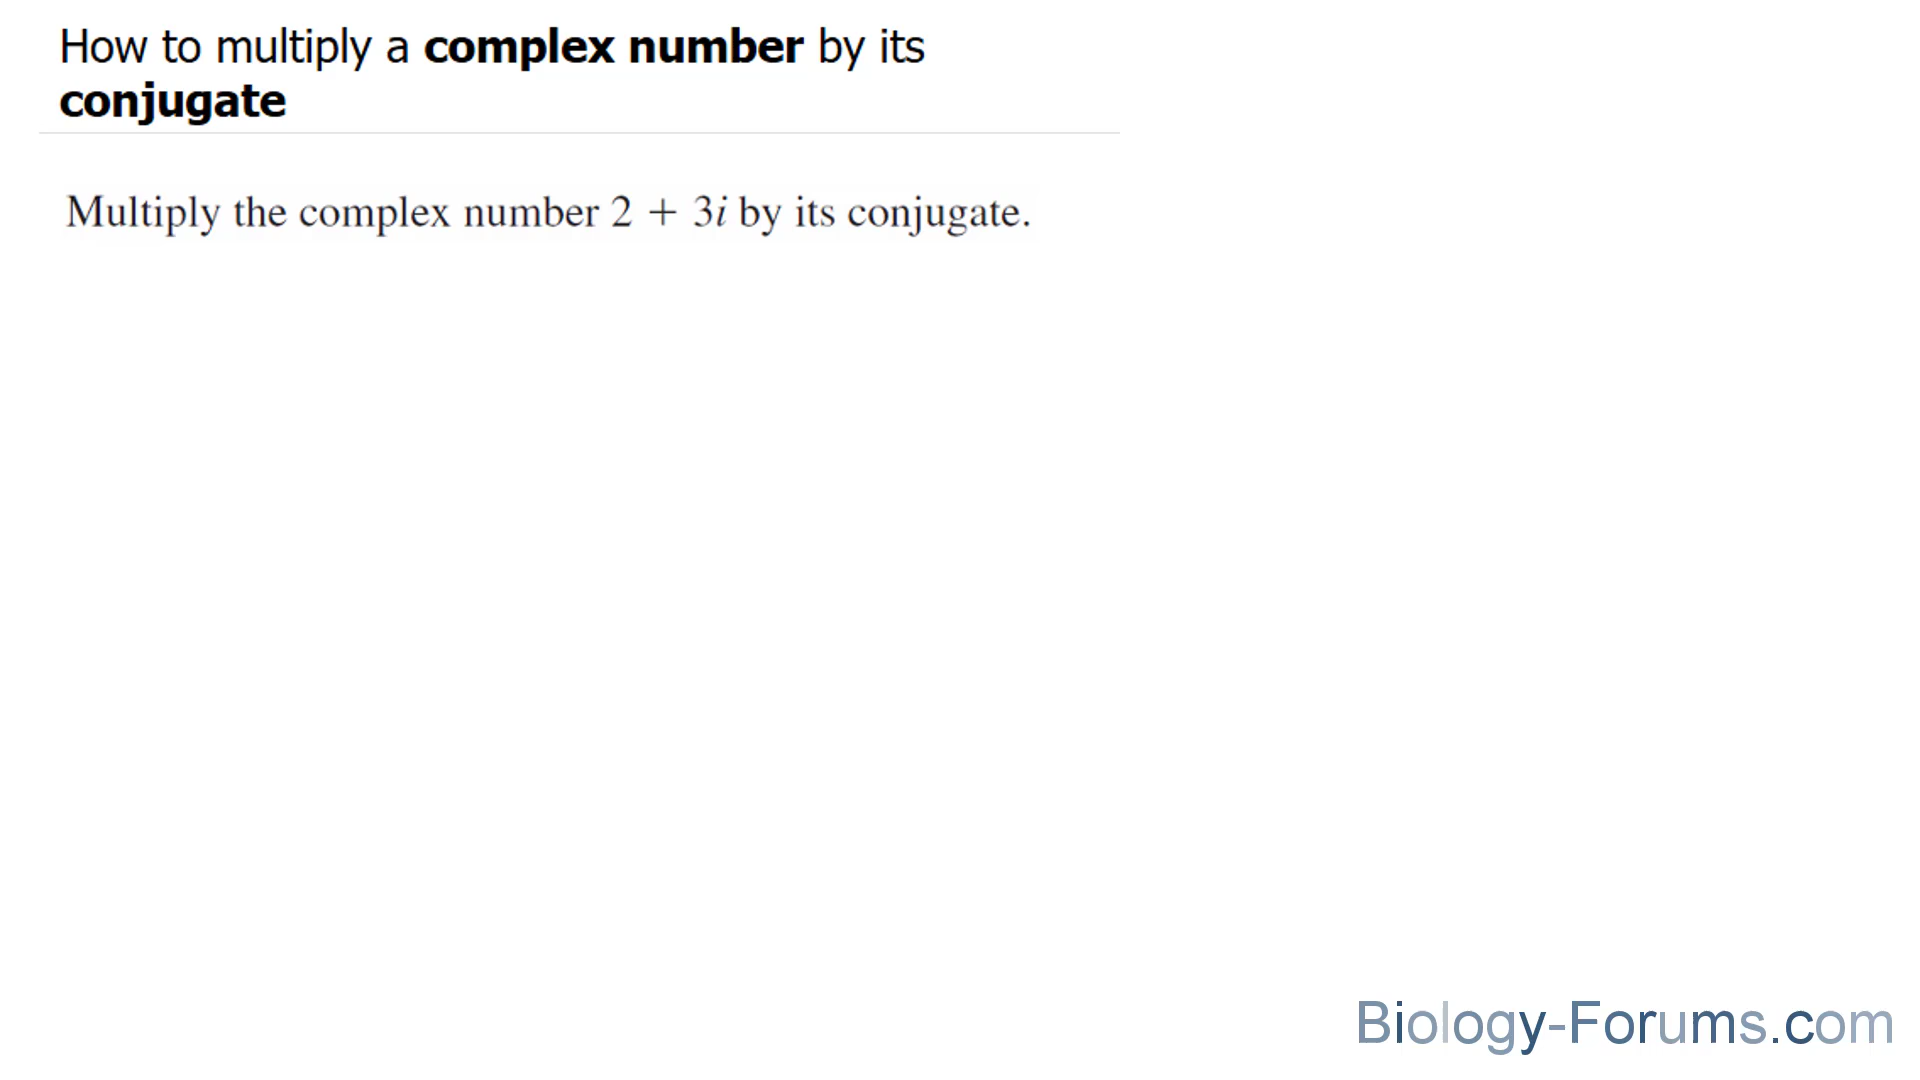 How to multiply a complex number by its
conjugate
Multiply the complex number 2 + 3i by its conjugate.
Biology-Forums.com